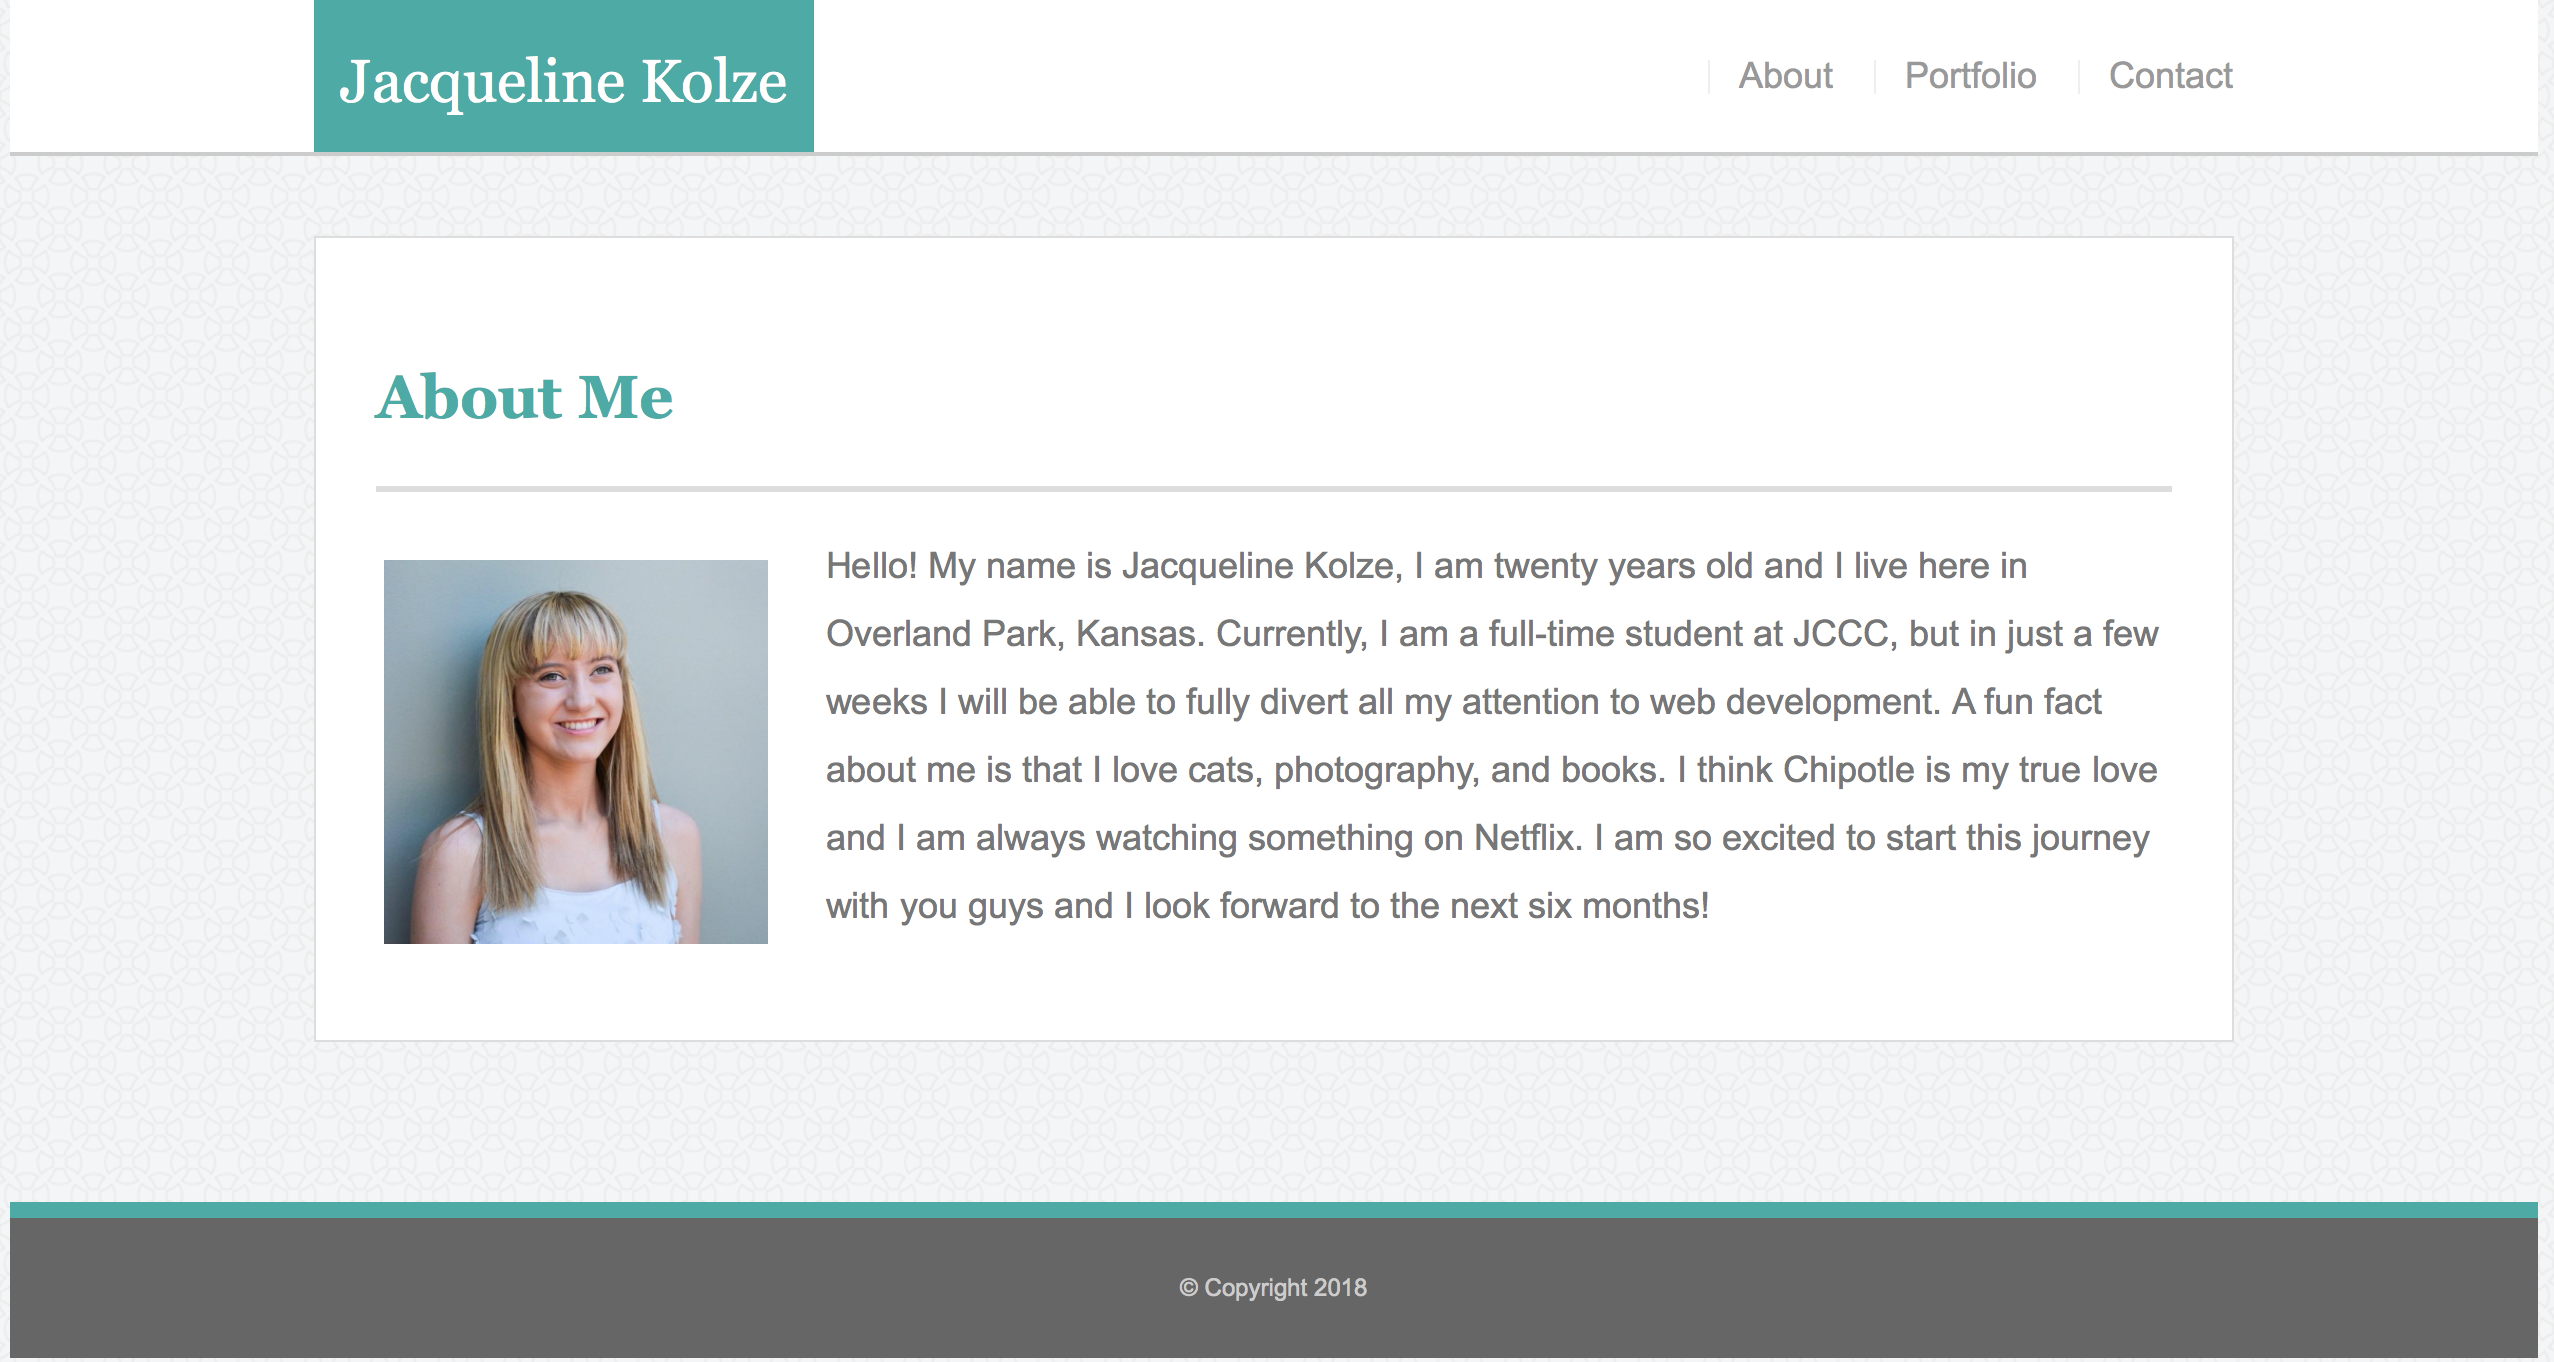 Jacqueline Kolze
About
Portfolio
Contact
About Me
Hello! My name is Jacqueline Kolze, I am twenty years old and I live here in
Overland Park, Kansas. Currently, I am a full-time student at JCCC, but in just a few
weeks I will be able to fully divert all my attention to web development. A fun fact
about me is that I love cats, photography, and books. I think Chipotle is my true love
and I am always watching something on Netflix. I am so excited to start this journey
with you guys and I look forward to the next six months!
© Copyright 2018